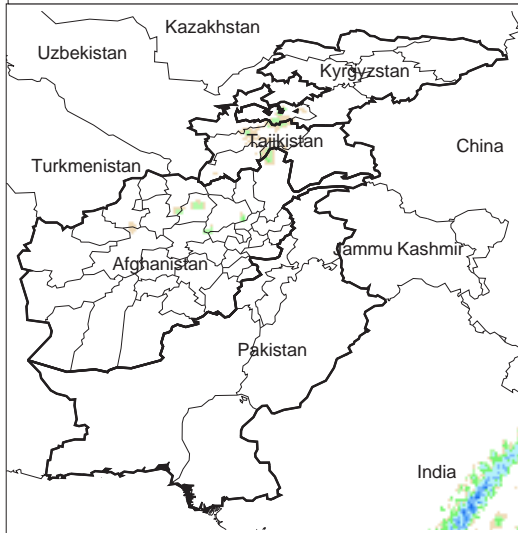 Kazakhstan
Uzbekistan
Kyrgyzstan
Tajikistan
China
Turkmenistan
Jammu Kashmir
Afghanistan
Pakistan
India